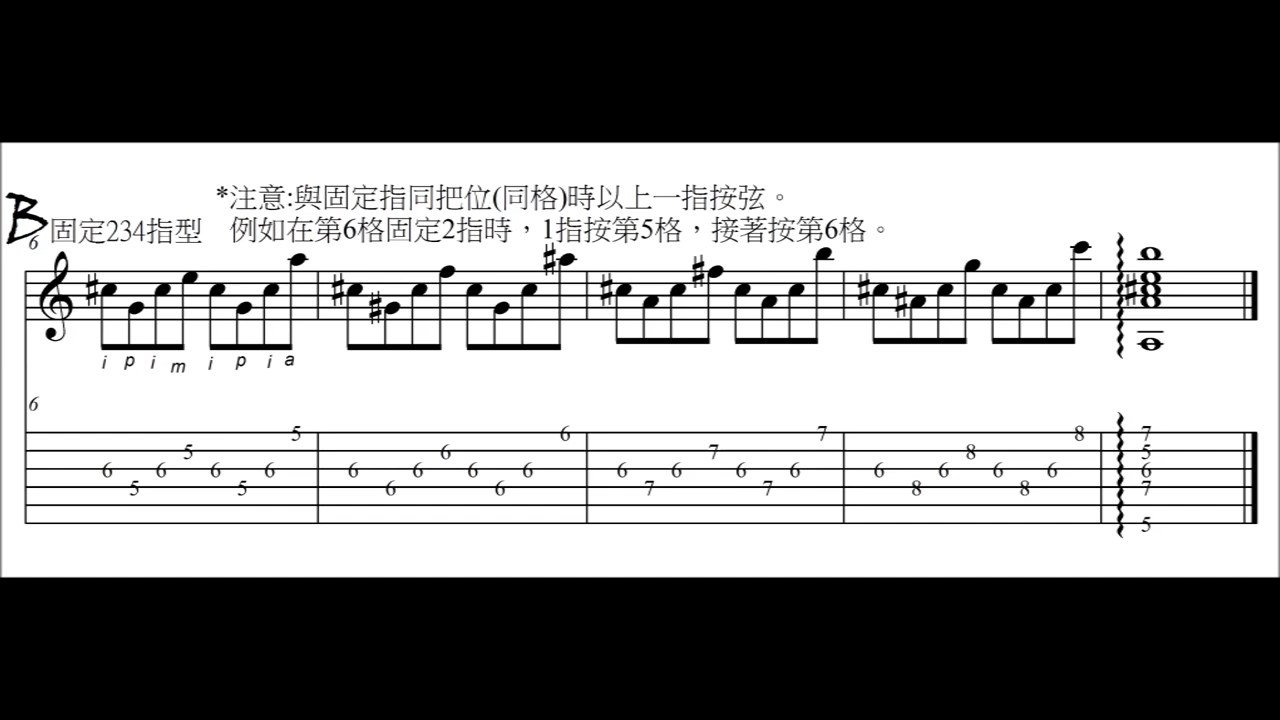 *注意:與固定指同把位(同格)時以上一指按弦。
B 固定234指型 例如在第6格固定2指時，1指按第5格，接著按第6格。
6
i p i m i p i a
6
5 6 7 8 7
5 6 7 8 5
6 6 6 6 6 6 6 6 6 6 6 6 6 6 6 6 6
5 5 6 6 7 7 8 8 7
5